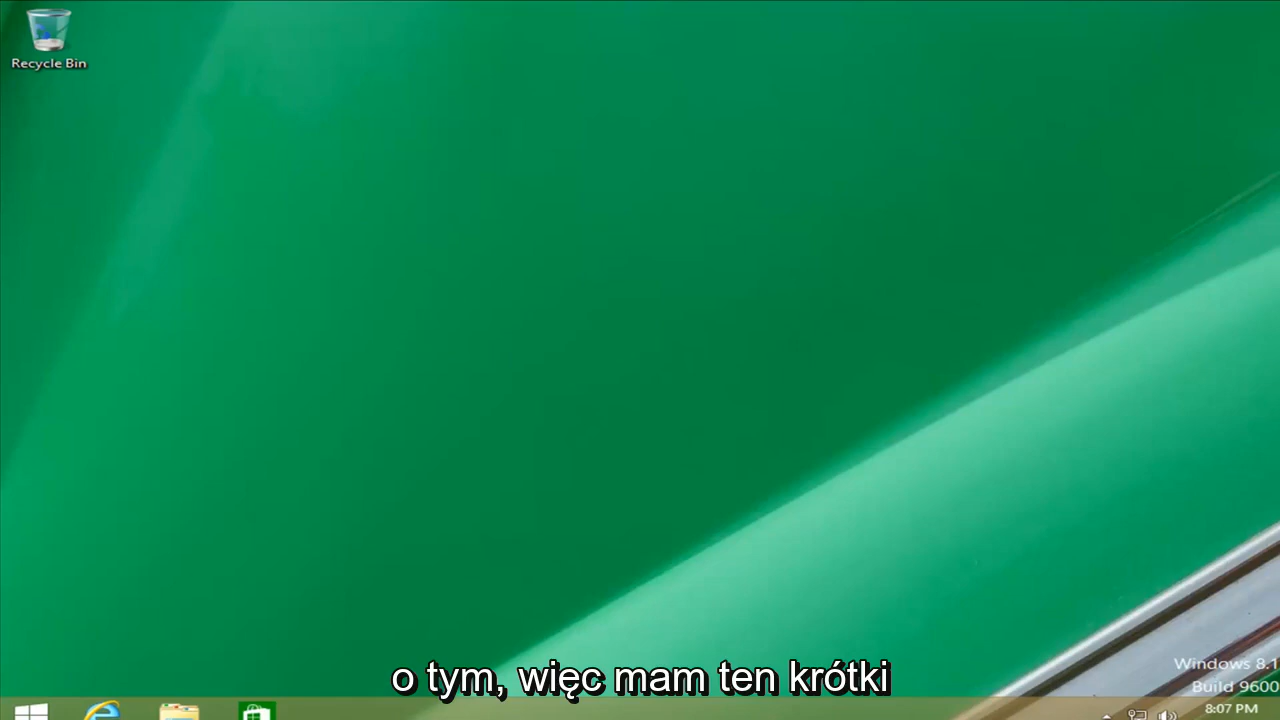 Recycle Bin
o tym, więc mam ten krótki
Windows 8.1
Build 9600
8:07 PM